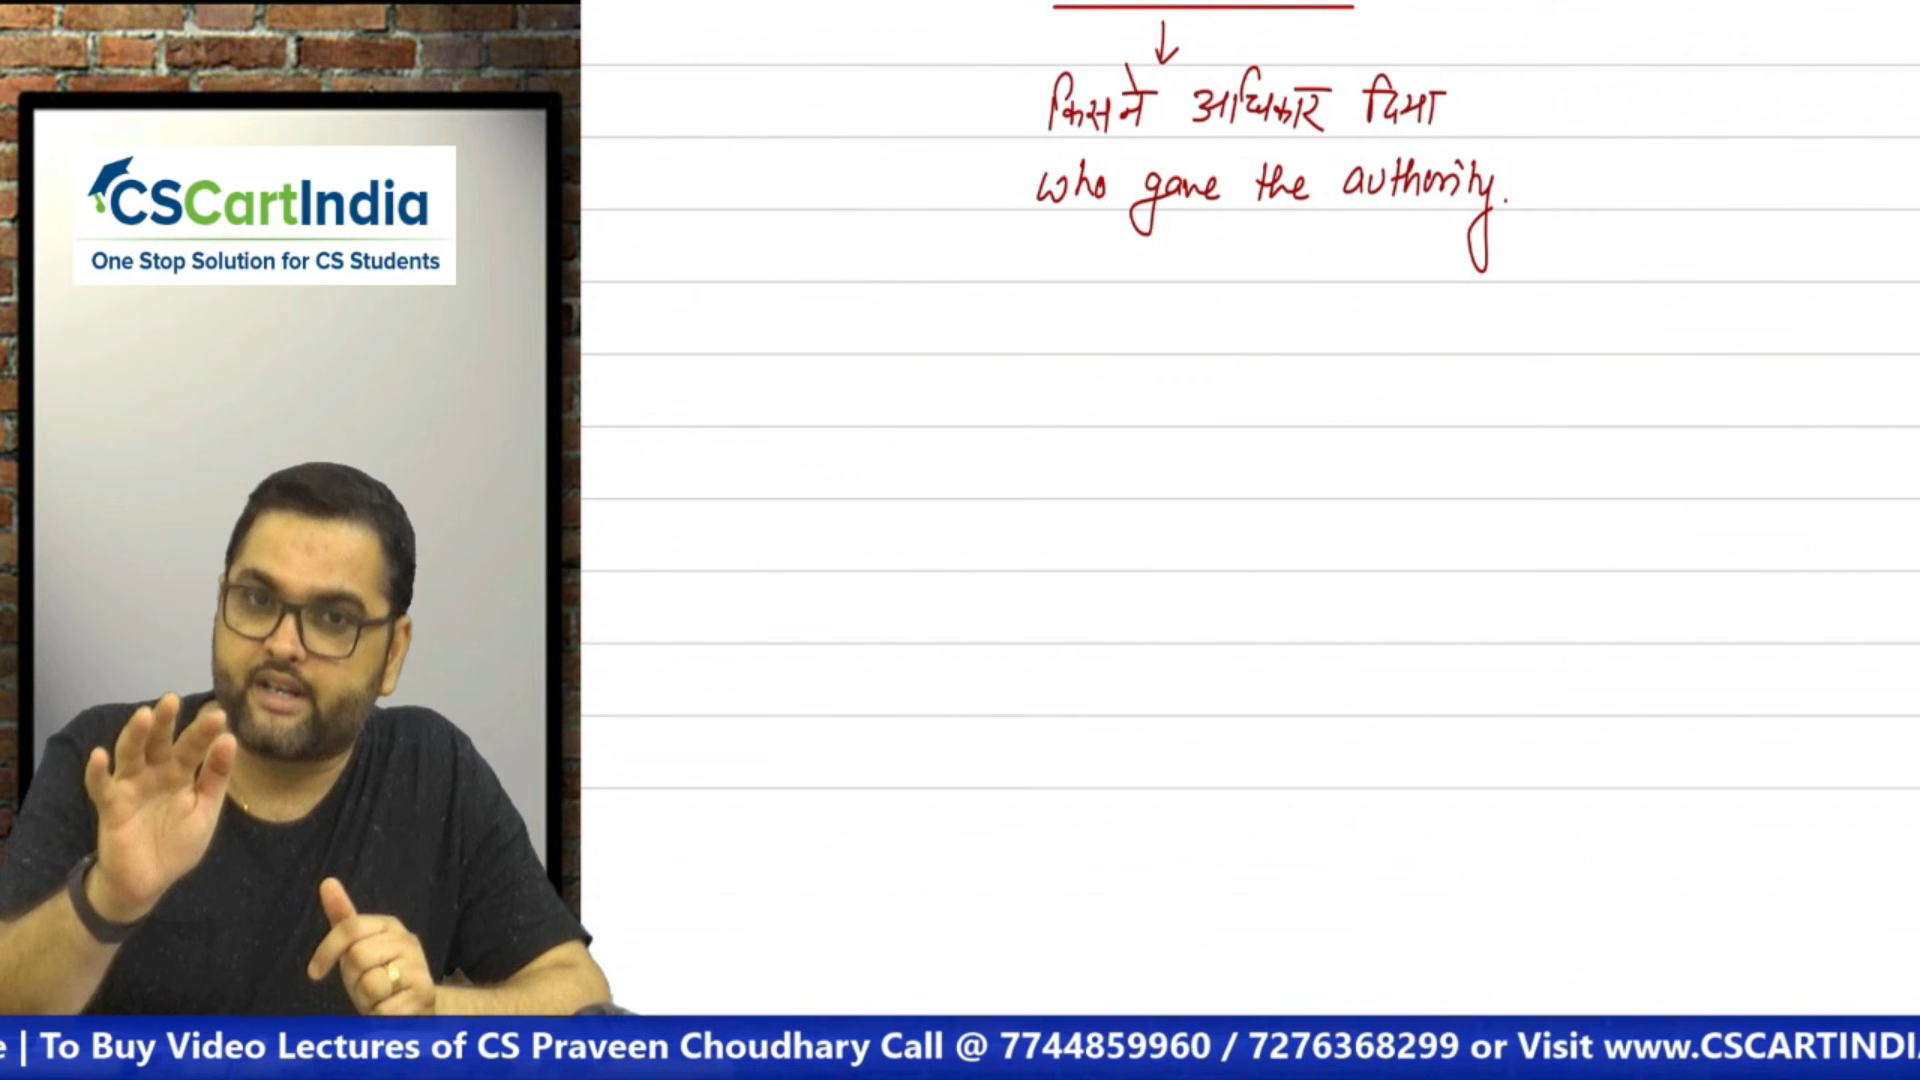 CSCartIndia
One Stop Solution for CS Students
किसने अधिकार दिया
who gave the authority.
e | To Buy Video Lectures of CS Praveen Choudhary Call @ 7744859960 / 7276368299 or Visit www.CSCARTINDI